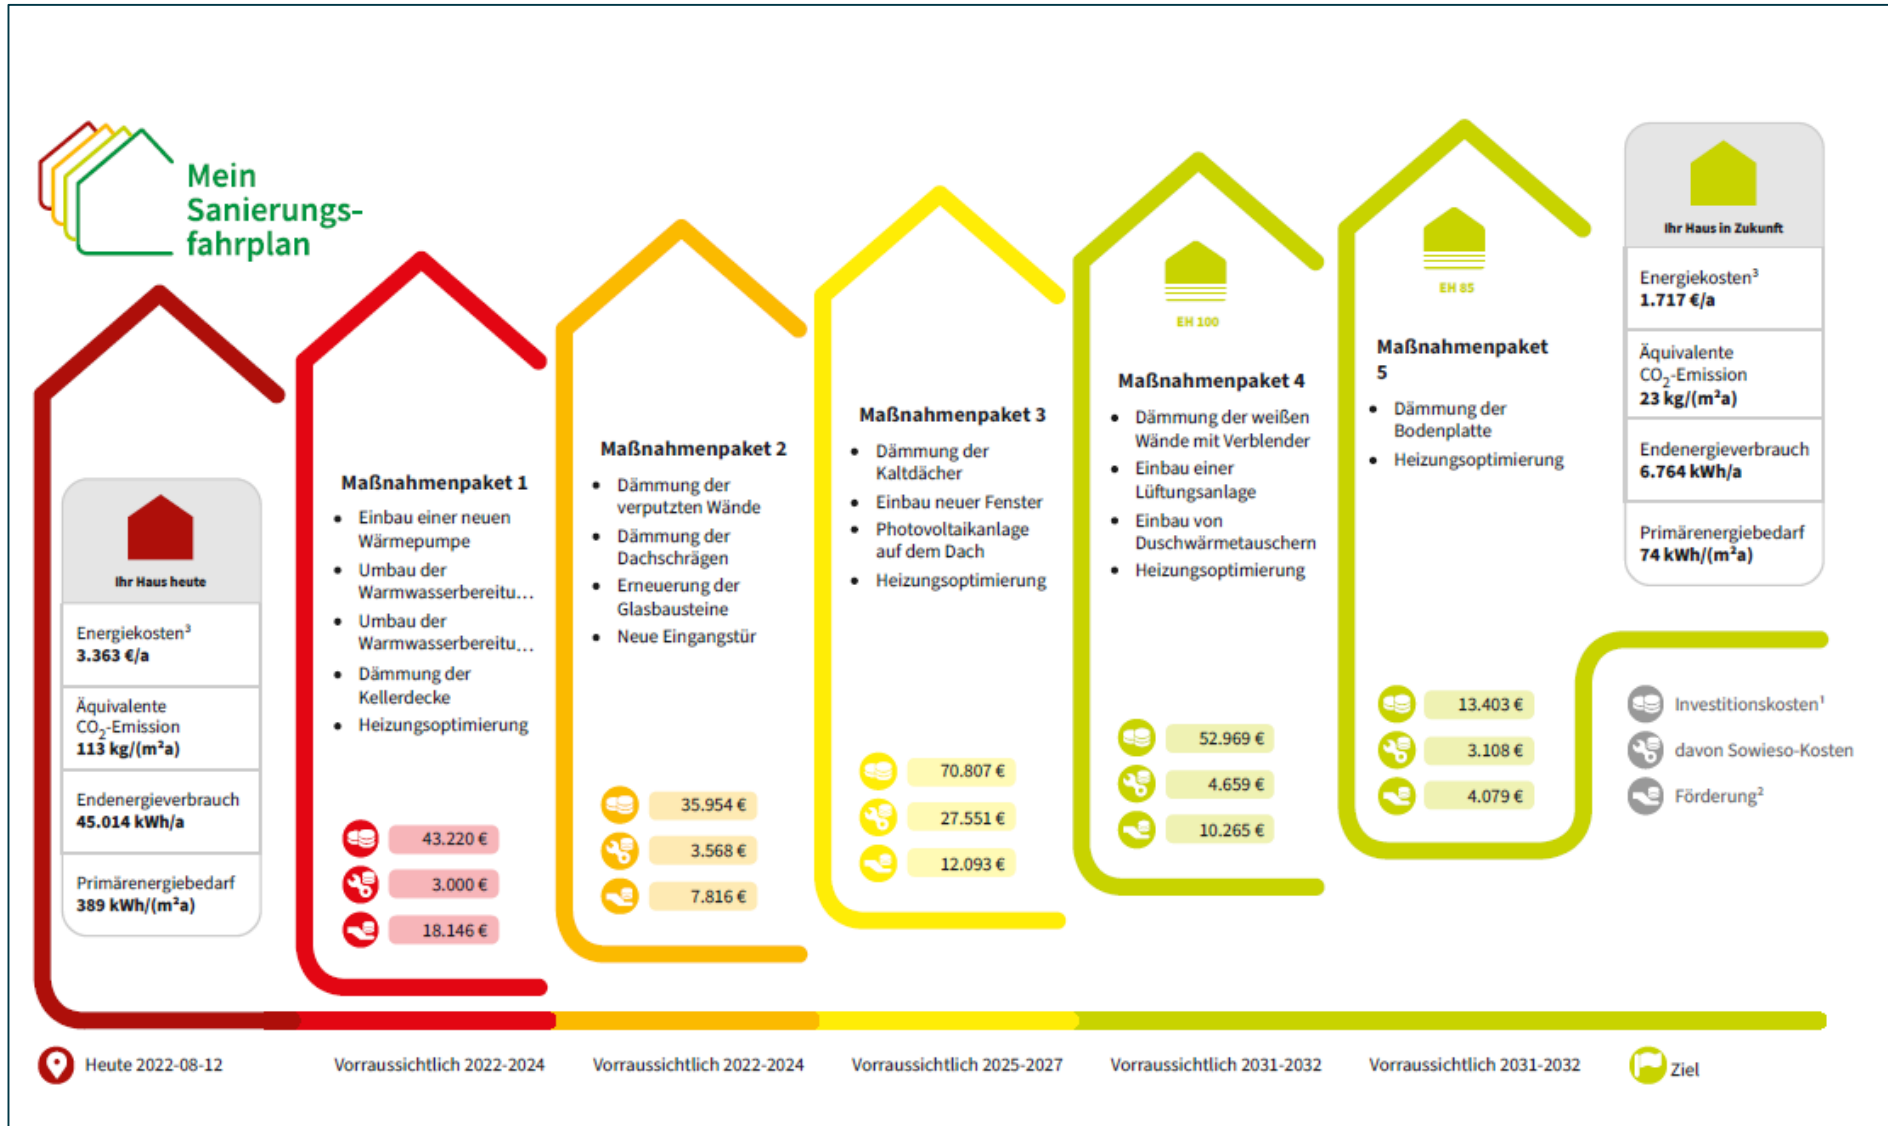 Mein
Sanierungs-
fahrplan
Ihr Haus heute
Energiekosten³
3.363 €/a
Äquivalente
CO₂-Emission
113 kg/(m²a)
Endenergieverbrauch
45.014 kWh/a
Primärenergiebedarf
389 kWh/(m²a)
Maßnahmenpaket 1
• Einbau einer neuen
Wärmepumpe
• Umbau der
Warmwasserbereitu...
• Umbau der
Warmwasserbereitu...
• Dämmung der
Kellerdecke
• Heizungsoptimierung
43.220 €
3.000 €
18.146 €
Maßnahmenpaket 2
• Dämmung der
verputzten Wände
• Dämmung der
Dachschrägen
• Erneuerung der
Glasbausteine
• Neue Eingangstür
35.954 €
3.568 €
7.816 €
Maßnahmenpaket 3
• Dämmung der
Kaltdächer
• Einbau neuer Fenster
• Photovoltaikanlage
auf dem Dach
• Heizungsoptimierung
70.807 €
27.551 €
12.093 €
EH 100
Maßnahmenpaket 4
• Dämmung der weißen
Wände mit Verblender
• Einbau einer
Lüftungsanlage
• Einbau von
Duschwärmetauschern
• Heizungsoptimierung
52.969 €
4.659 €
10.265 €
EH 85
Maßnahmenpaket
5
• Dämmung der
Bodenplatte
• Heizungsoptimierung
13.403 €
3.108 €
4.079 €
Ihr Haus in Zukunft
Energiekosten³
1.717 €/a
Äquivalente
CO₂-Emission
23 kg/(m²a)
Endenergieverbrauch
6.764 kWh/a
Primärenergiebedarf
74 kWh/(m²a)
Investitionskosten¹
davon Sowieso-Kosten
Förderung²
Heute 2022-08-12
Vorraussichtlich 2022-2024
Vorraussichtlich 2022-2024
Vorraussichtlich 2025-2027
Vorraussichtlich 2031-2032
Vorraussichtlich 2031-2032
Ziel